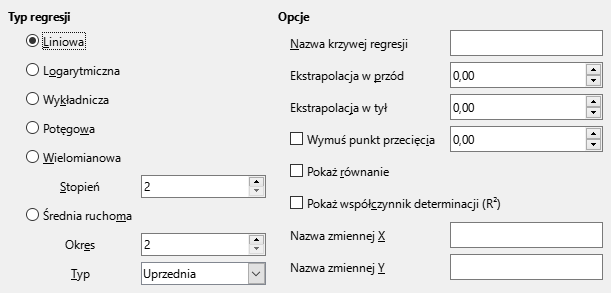 Typ regresji
Liniowa
Logarytmiczna
Wykładnicza
Potęgowa
Wielomianowa
Stopień 2
Średnia ruchoma
Okres 2
Typ Uprzednia
Opcje
Nazwa krzywej regresji
Ekstrapolacja w przód 0,00
Ekstrapolacja w tył 0,00
Wymuś punkt przecięcia 0,00
Pokaż równanie
Pokaż współczynnik determinacji (R²)
Nazwa zmiennej X
Nazwa zmiennej Y